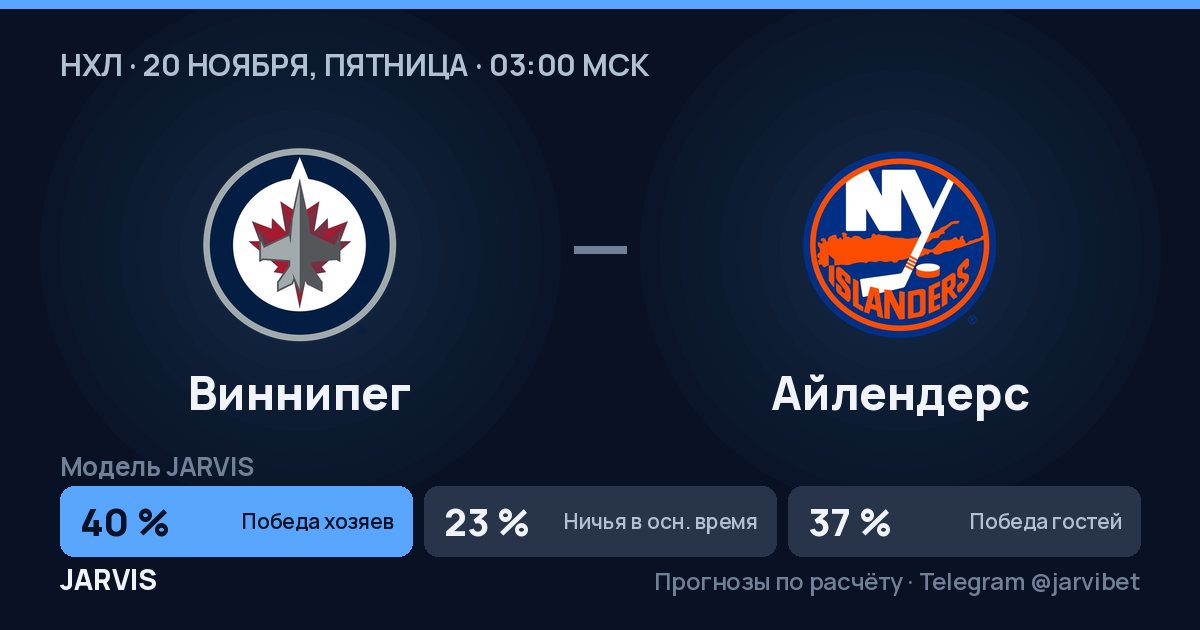 НХЛ · 20 НОЯБРЯ, ПЯТНИЦА · 03:00 МСК
NY
ISLANDERS
—
Виннипег
Айлендерс
Модель JARVIS
40 % Победа хозяев
23 % Ничья в осн. время
37 % Победа гостей
JARVIS
Прогнозы по расчёту · Telegram @jarvibet